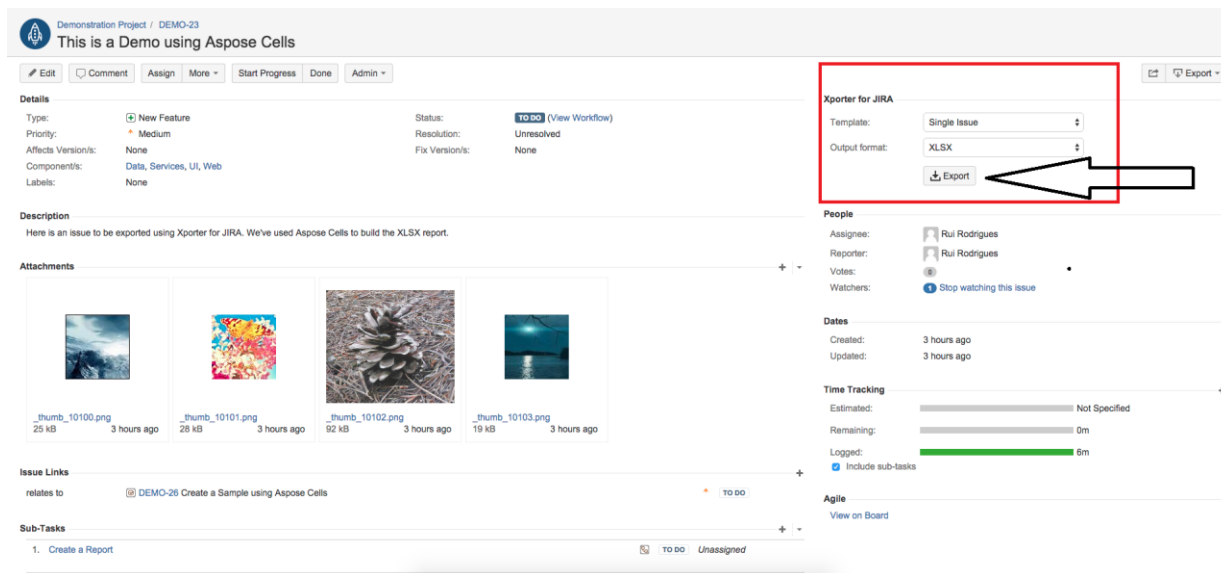 Demonstration Project / DEMO-23
This is a Demo using Aspose Cells
Edit Comment Assign More Start Progress Done Admin Export
Details
Type: New Feature Status: TO DO (View Workflow)
Priority: Medium Resolution: Unresolved
Affects Version/s: None Fix Version/s: None
Component/s: Data, Services, UI, Web
Labels: None
Description
Here is an issue to be exported using Xporter for JIRA. We've used Aspose Cells to build the XLSX report.
Attachments
_thumb_10100.png _thumb_10101.png _thumb_10102.png _thumb_10103.png
25 kB 3 hours ago 28 kB 3 hours ago 92 kB 3 hours ago 19 kB 3 hours ago
Issue Links
relates to DEMO-26 Create a Sample using Aspose Cells TO DO
Sub-Tasks
1. Create a Report TO DO Unassigned
Xporter for JIRA
Template: Single Issue
Output format: XLSX
Export
People
Assignee: Rui Rodrigues
Reporter: Rui Rodrigues
Votes: 0
Watchers: 1 Stop watching this issue
Dates
Created: 3 hours ago
Updated: 3 hours ago
Time Tracking
Estimated: Not Specified
Remaining: 0m
Logged: 6m
Include sub-tasks
Agile
View on Board